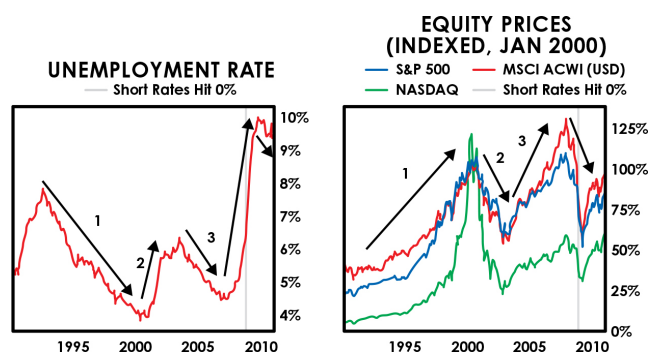 UNEMPLOYMENT RATE
Short Rates Hit 0%
10%
9%
8%
7%
6%
5%
4%
1
2
3
1995 2000 2005 2010
EQUITY PRICES
(INDEXED, JAN 2000)
S&P 500 MSCI ACWI (USD)
NASDAQ Short Rates Hit 0%
125%
100%
75%
50%
25%
0%
1
2
3
1995 2000 2005 2010